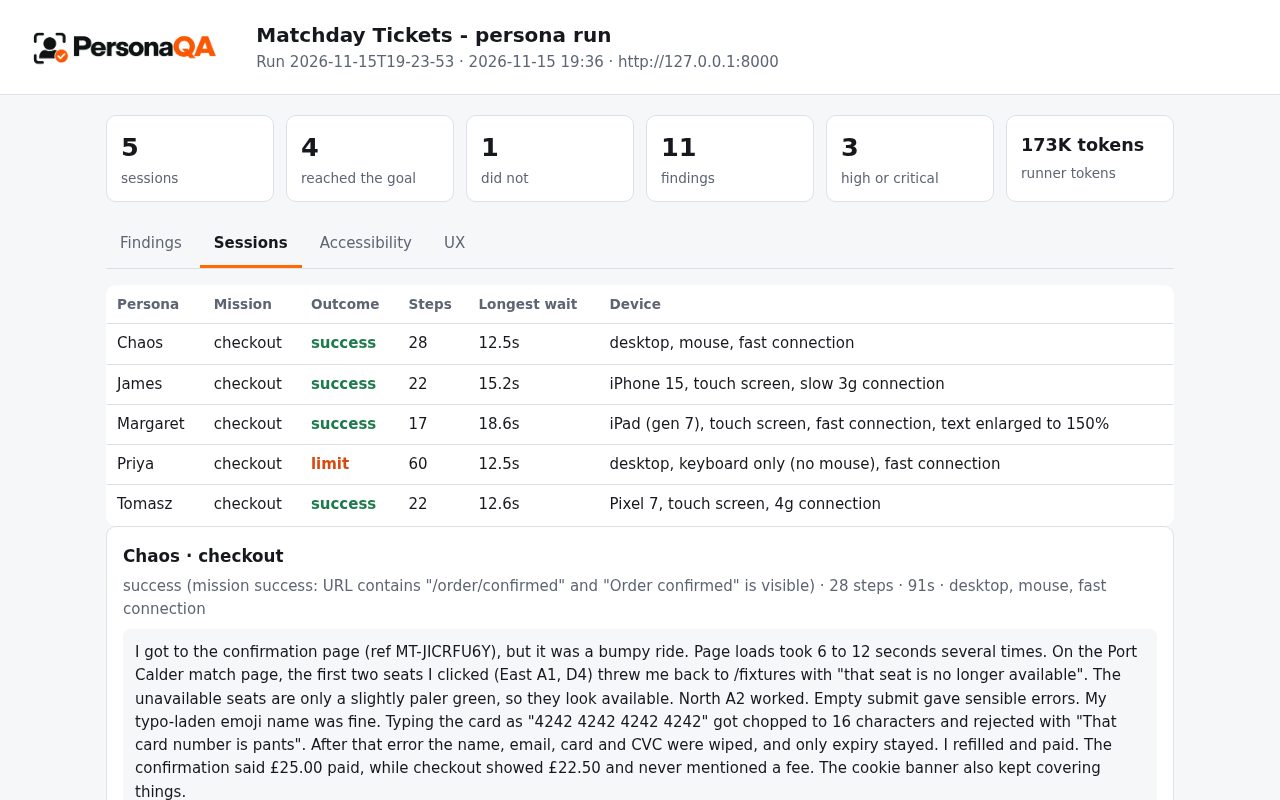 PersonaQA
Matchday Tickets - persona run
Run 2026-11-15T19-23-53 · 2026-11-15 19:36 · http://127.0.0.1:8000
5
sessions
4
reached the goal
1
did not
11
findings
3
high or critical
173K tokens
runner tokens
Findings Sessions Accessibility UX
Persona Mission Outcome Steps Longest wait Device
Chaos checkout success 28 12.5s desktop, mouse, fast connection
James checkout success 22 15.2s iPhone 15, touch screen, slow 3g connection
Margaret checkout success 17 18.6s iPad (gen 7), touch screen, fast connection, text enlarged to 150%
Priya checkout limit 60 12.5s desktop, keyboard only (no mouse), fast connection
Tomasz checkout success 22 12.6s Pixel 7, touch screen, 4g connection
Chaos · checkout
success (mission success: URL contains "/order/confirmed" and "Order confirmed" is visible) · 28 steps · 91s · desktop, mouse, fast
connection
I got to the confirmation page (ref MT-JICRFU6Y), but it was a bumpy ride. Page loads took 6 to 12 seconds several times. On the Port
Calder match page, the first two seats I clicked (East A1, D4) threw me back to /fixtures with "that seat is no longer available". The
unavailable seats are only a slightly paler green, so they look available. North A2 worked. Empty submit gave sensible errors. My
typo-laden emoji name was fine. Typing the card as "4242 4242 4242 4242" got chopped to 16 characters and rejected with "That
card number is pants". After that error the name, email, card and CVC were wiped, and only expiry stayed. I refilled and paid. The
confirmation said £25.00 paid, while checkout showed £22.50 and never mentioned a fee. The cookie banner also kept covering
things.